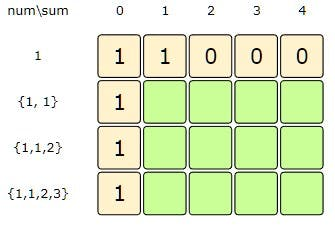 num\sum 0 1 2 3 4
1 1 1 0 0 0
{1, 1} 1
{1,1,2} 1
{1,1,2,3} 1